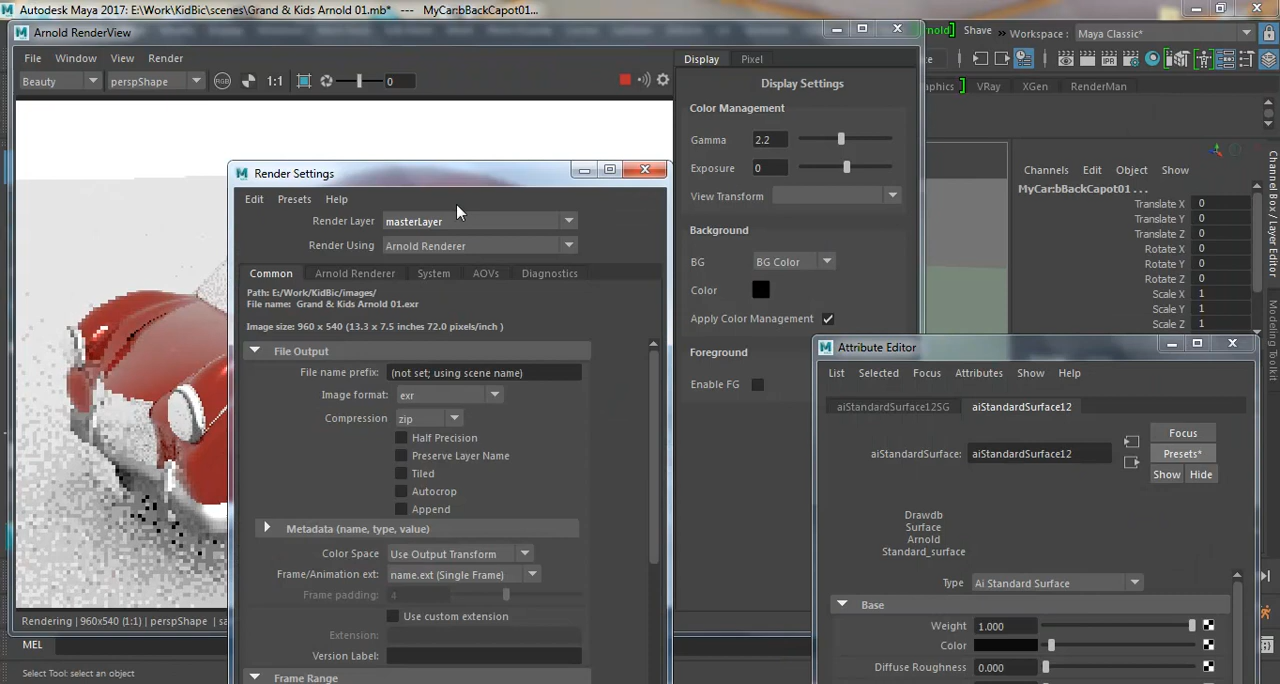 Autodesk Maya 2017: E:\Work\KidBic\scenes\Grand & Kids Arnold 01.mb* --- MyCar:bBackCapot01...
Arnold RenderView
Shave
Workspace : Maya Classic*
File Window View Render
Beauty perspShape 1:1 0
Display Pixel
VRay XGen RenderMan
Display Settings
Color Management
Gamma 2.2
Exposure 0
View Transform
Background
BG BG Color
Color
Apply Color Management
Foreground
Enable FG
Render Settings
Edit Presets Help
Render Layer masterLayer
Render Using Arnold Renderer
Common Arnold Renderer System AOVs Diagnostics
Path: E:/Work/KidBic/images/
File name: Grand & Kids Arnold 01.exr
Image size: 960 x 540 (13.3 x 7.5 inches 72.0 pixels/inch )
File Output
File name prefix: (not set; using scene name)
Image format: exr
Compression zip
Half Precision
Preserve Layer Name
Tiled
Autocrop
Append
Metadata (name, type, value)
Color Space Use Output Transform
Frame/Animation ext: name.ext (Single Frame)
Frame padding: 4
Use custom extension
Extension:
Version Label:
Frame Range
Channels Edit Object Show
MyCar:bBackCapot01 ...
Translate X 0
Translate Y 0
Translate Z 0
Rotate X 0
Rotate Y 0
Rotate Z 0
Scale X 1
Scale Y 1
Scale Z 1
Channel Box / Layer Editor
Modeling Toolkit
Attribute Editor
List Selected Focus Attributes Show Help
aiStandardSurface12SG aiStandardSurface12
aiStandardSurface: aiStandardSurface12
Focus
Presets*
Show Hide
Drawdb
Surface
Arnold
Standard_surface
Type Ai Standard Surface
Base
Weight 1.000
Color
Diffuse Roughness 0.000
Rendering | 960x540 (1:1) | perspShape | sa
MEL
Select Tool: select an object